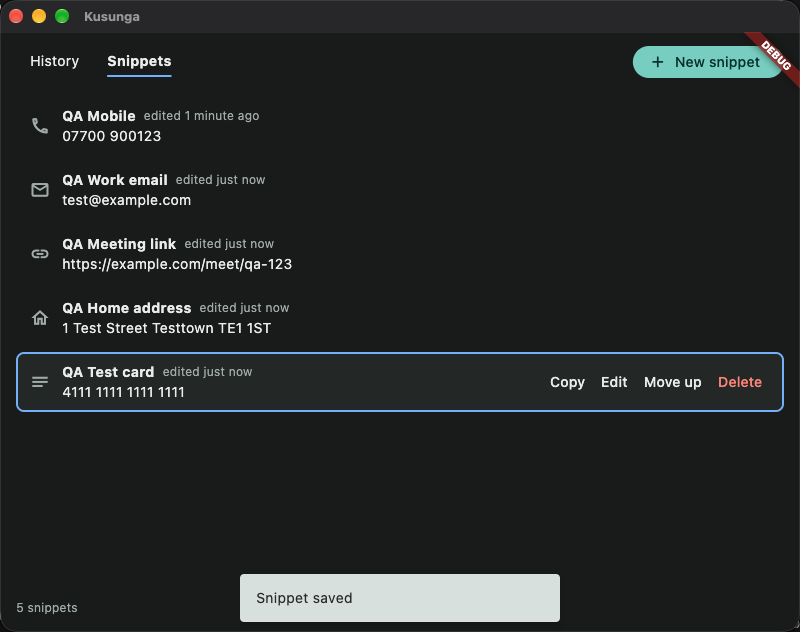 Kusunga
History
Snippets
+ New snippet
DEBUG
QA Mobile edited 1 minute ago
07700 900123
QA Work email edited just now
test@example.com
QA Meeting link edited just now
https://example.com/meet/qa-123
QA Home address edited just now
1 Test Street Testtown TE1 1ST
QA Test card edited just now
4111 1111 1111 1111
Copy Edit Move up Delete
Snippet saved
5 snippets